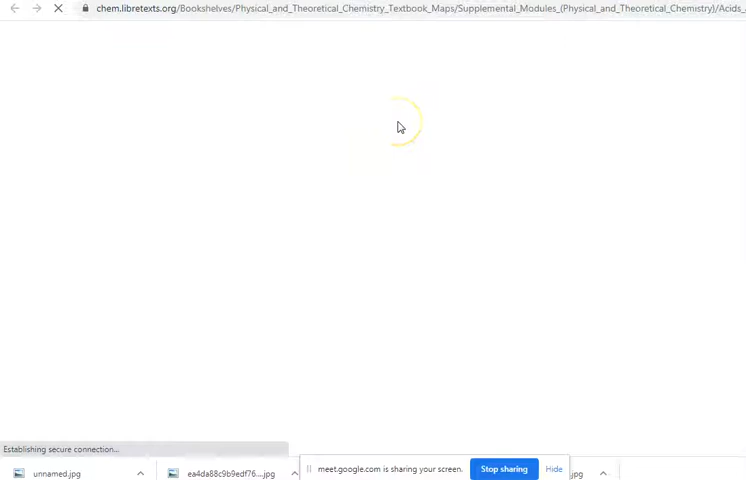 chem.libretexts.org/Bookshelves/Physical_and_Theoretical_Chemistry_Textbook_Maps/Supplemental_Modules_(Physical_and_Theoretical_Chemistry)/Acids_
Establishing secure connection...
unnamed.jpg
ea4da88c9b9edf76....jpg
meet.google.com is sharing your screen.
Stop sharing
Hide
.jpg